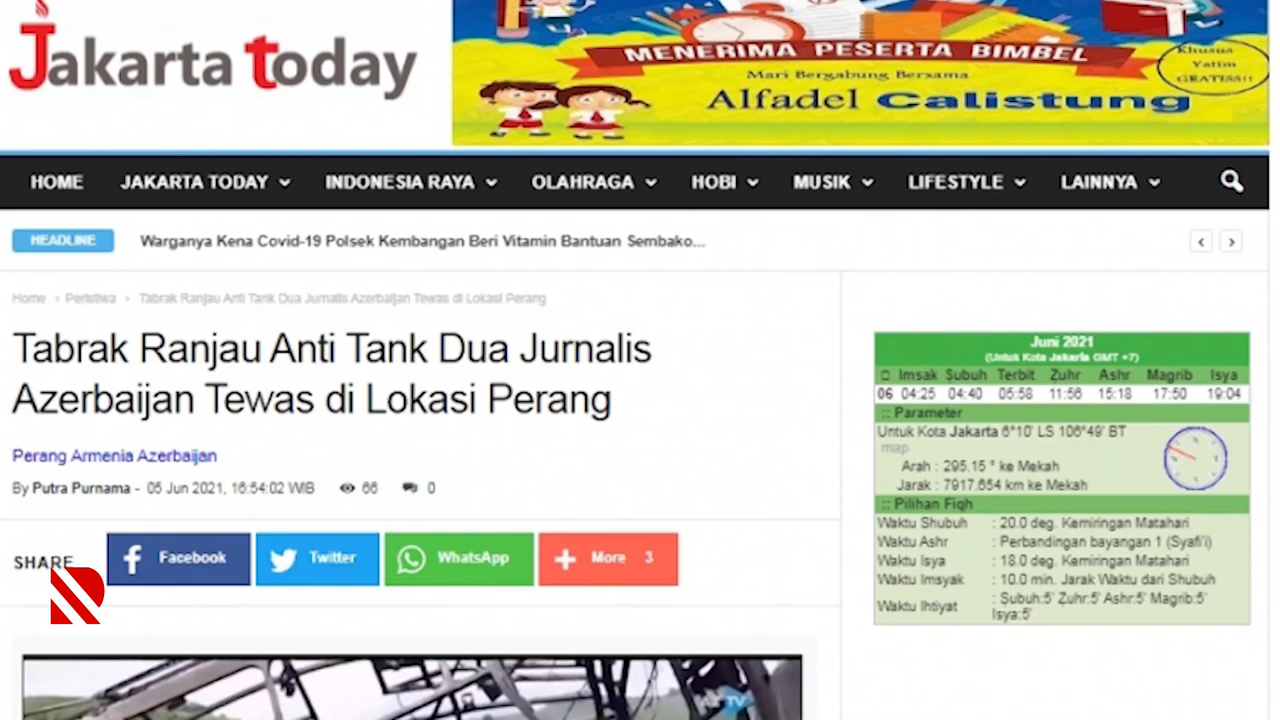 Jakarta today
MENERIMA PESERTA BIMBEL
Mari Bergabung Bersama
Alfadel Calistung
Khusus
Yatim
GRATISS!!
HOME JAKARTA TODAY INDONESIA RAYA OLAHRAGA HOBI MUSIK LIFESTYLE LAINNYA
HEADLINE Warganya Kena Covid-19 Polsek Kembangan Beri Vitamin Bantuan Sembako...
Home › Peristiwa › Tabrak Ranjau Anti Tank Dua Jurnalis Azerbaijan Tewas di Lokasi Perang
Tabrak Ranjau Anti Tank Dua Jurnalis
Azerbaijan Tewas di Lokasi Perang
Perang Armenia Azerbaijan
By Putra Purnama - 05 Jun 2021, 16:54:02 WIB 66 0
SHARE Facebook Twitter WhatsApp More 3
Juni 2021
(Untuk Kota Jakarta GMT +7)
Imsak Subuh Terbit Zuhr Ashr Magrib Isya
06 04:25 04:40 05:58 11:56 15:18 17:50 19:04
:: Parameter
Untuk Kota Jakarta 6°10' LS 106°49' BT
map
Arah : 295.15 ° ke Mekah
Jarak : 7917.654 km ke Mekah
:: Pilihan Fiqh
Waktu Shubuh : 20.0 deg. Kemiringan Matahari
Waktu Ashr : Perbandingan bayangan 1 (Syafi'i)
Waktu Isya : 18.0 deg. Kemiringan Matahari
Waktu Imsyak : 10.0 min. Jarak Waktu dari Shubuh
Waktu Ihtiyat : Subuh:5' Zuhr:5' Ashr:5' Magrib:5'
Isya:5'
TV